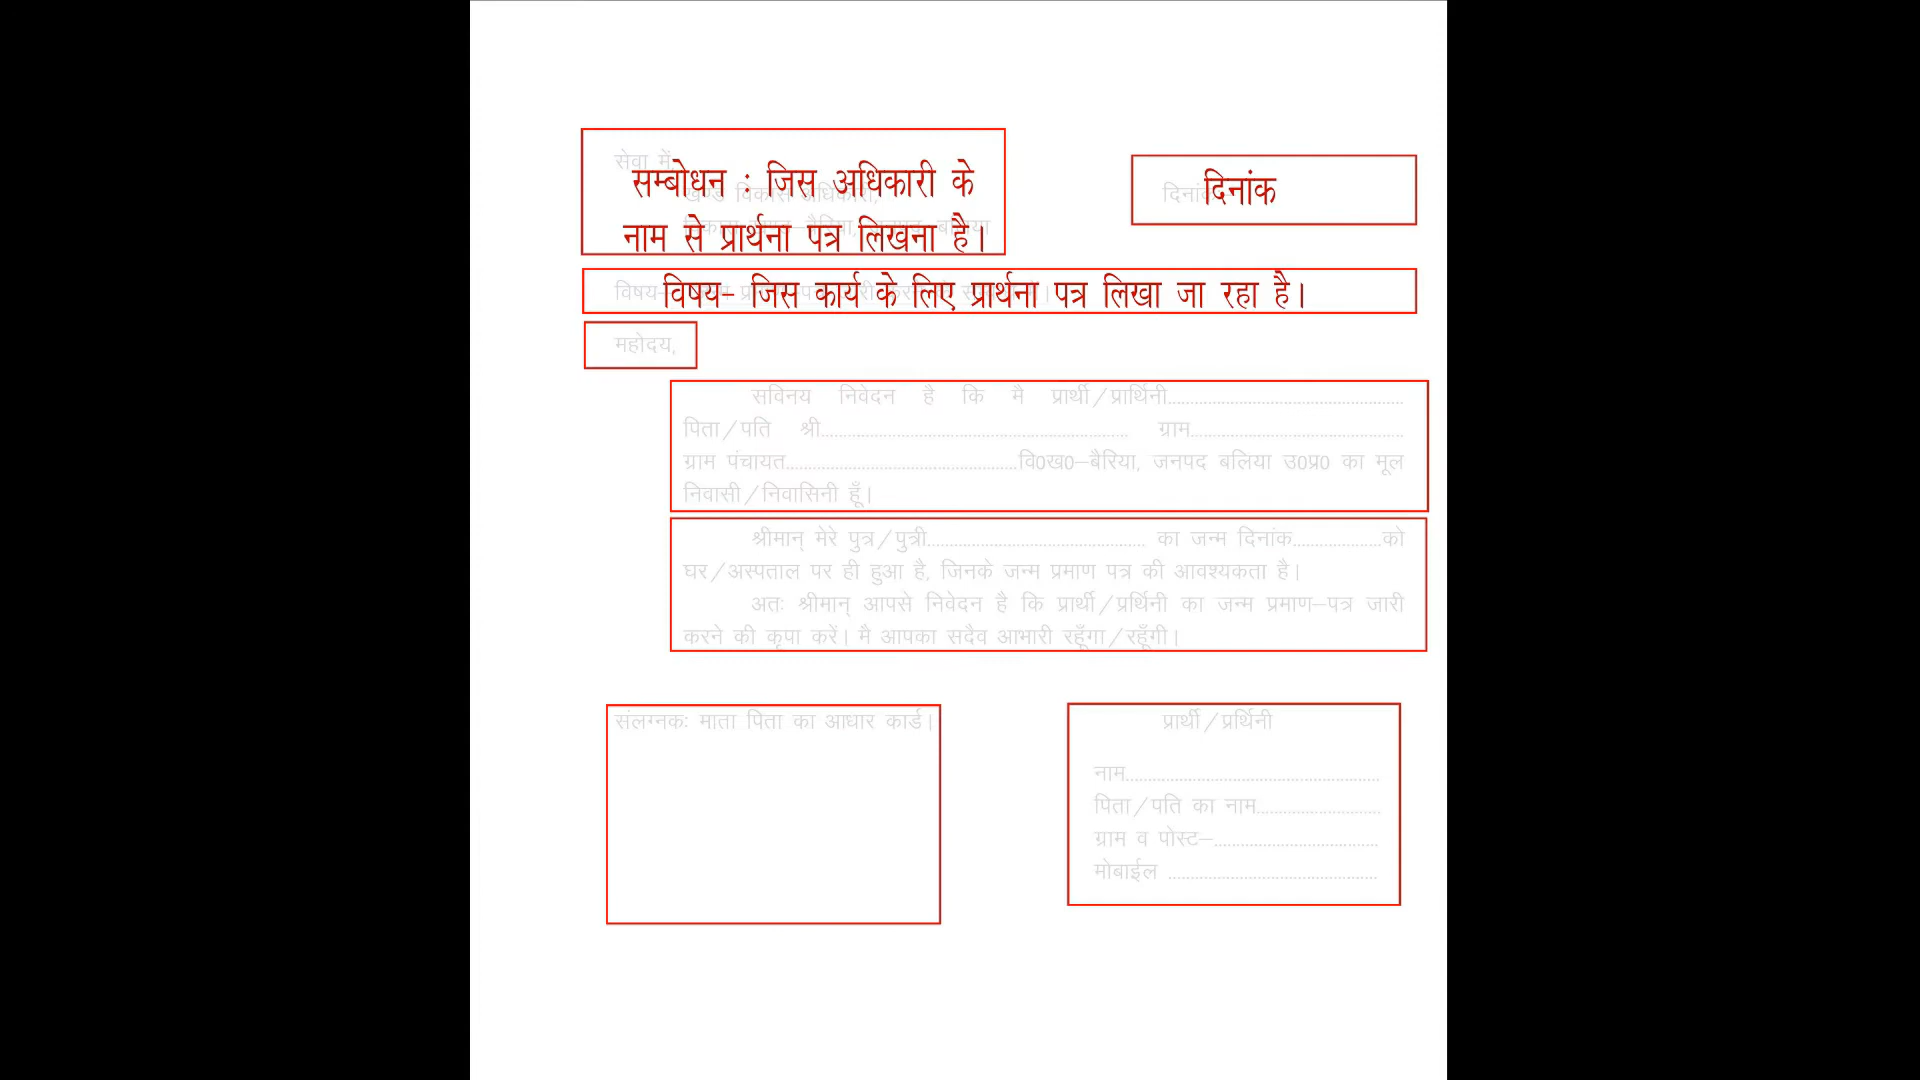 सेवा में,
सम्बोधन : जिस अधिकारी के
दिनांक
नाम से प्रार्थना पत्र लिखना है।
विषय- जिस कार्य के लिए प्रार्थना पत्र लिखा जा रहा है।
महोदय,
सविनय निवेदन है कि मै प्रार्थी/प्रार्थिनी....................
पिता/पति श्री.................... ग्राम....................
ग्राम पंचायत....................वि0ख0–बैरिया, जनपद बलिया उ0प्र0 का मूल
निवासी/निवासिनी हूँ।
श्रीमान् मेरे पुत्र/पुत्री.................... का जन्म दिनांक....................को
घर/अस्पताल पर ही हुआ है, जिनके जन्म प्रमाण पत्र की आवश्यकता है।
अतः श्रीमान् आपसे निवेदन है कि प्रार्थी/प्रर्थिनी का जन्म प्रमाण–पत्र जारी
करने की कृपा करें। मै आपका सदैव आभारी रहूँगा/रहूँगी।
संलग्नकः माता पिता का आधार कार्ड।
प्रार्थी/प्रर्थिनी
नाम....................
पिता/पति का नाम....................
ग्राम व पोस्ट–....................
मोबाईल ....................